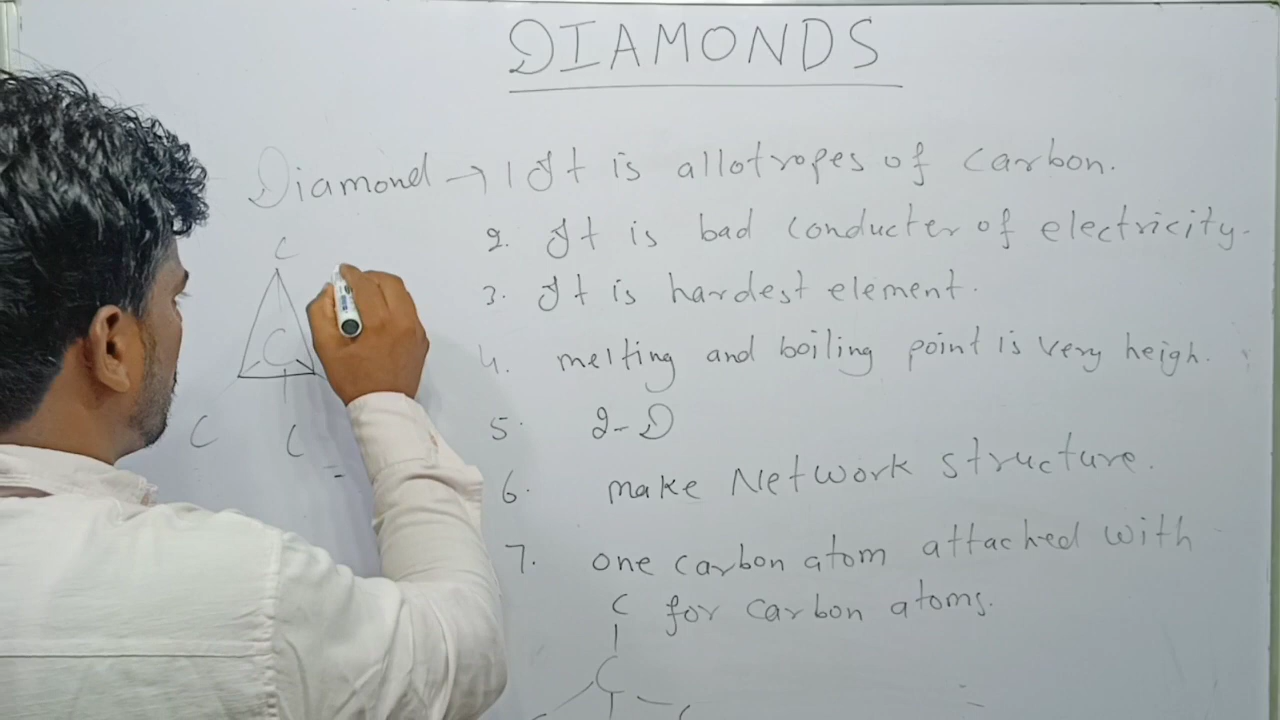 DIAMONDS
Diamond → 1 It is allotropes of carbon.
2. It is bad conducter of electricity.
3. It is hardest element.
4. melting and boiling point is very heigh.
5. 2-D
6. make Network structure.
7. one carbon atom attached with
for carbon atoms.
C
C
C C
C
C
C C